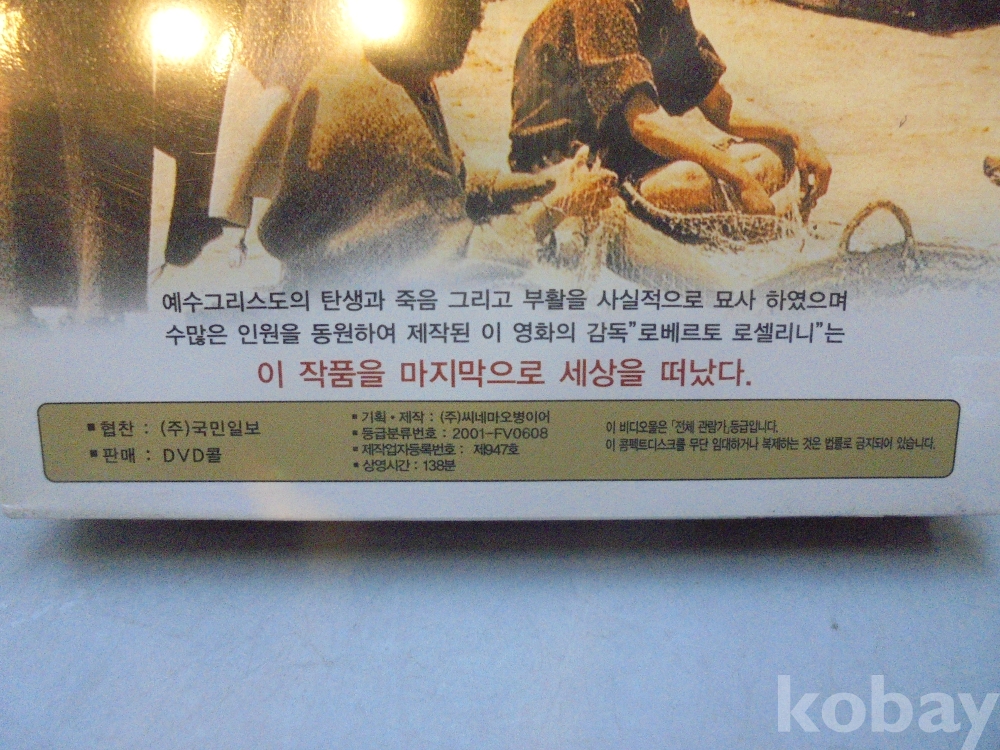 예수그리스도의 탄생과 죽음 그리고 부활을 사실적으로 묘사 하였으며
수많은 인원을 동원하여 제작된 이 영화의 감독"로베르토 로셀리니"는
이 작품을 마지막으로 세상을 떠났다.
▪협찬 : (주)국민일보
▪판매 : DVD콜
▪기획・제작 : (주)씨네마오병이어
▪등급분류번호 : 2001-FV0608
▪제작업자등록번호 : 제947호
▪상영시간 : 138분
이 비디오물은 「전체 관람가」등급입니다.
이 콤팩트디스크를 무단 임대하거나 복제하는 것은 법률로 금지되어 있습니다.
kobay